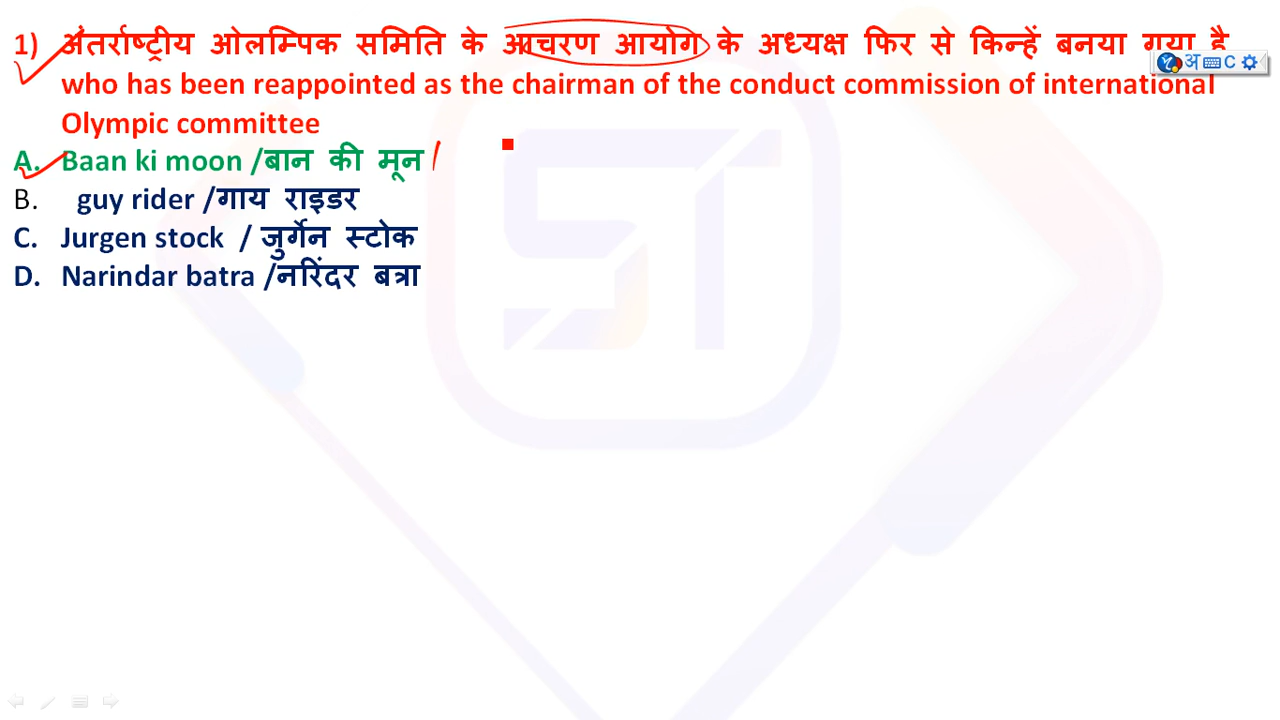 1) अंतर्राष्ट्रीय ओलम्पिक समिति के आचरण आयोग के अध्यक्ष फिर से किन्हें बनया गया है
who has been reappointed as the chairman of the conduct commission of international
Olympic committee
A. Baan ki moon /बान की मून
B. guy rider /गाय राइडर
C. Jurgen stock / जुर्गेन स्टोक
D. Narindar batra /नरिंदर बत्रा
अ C